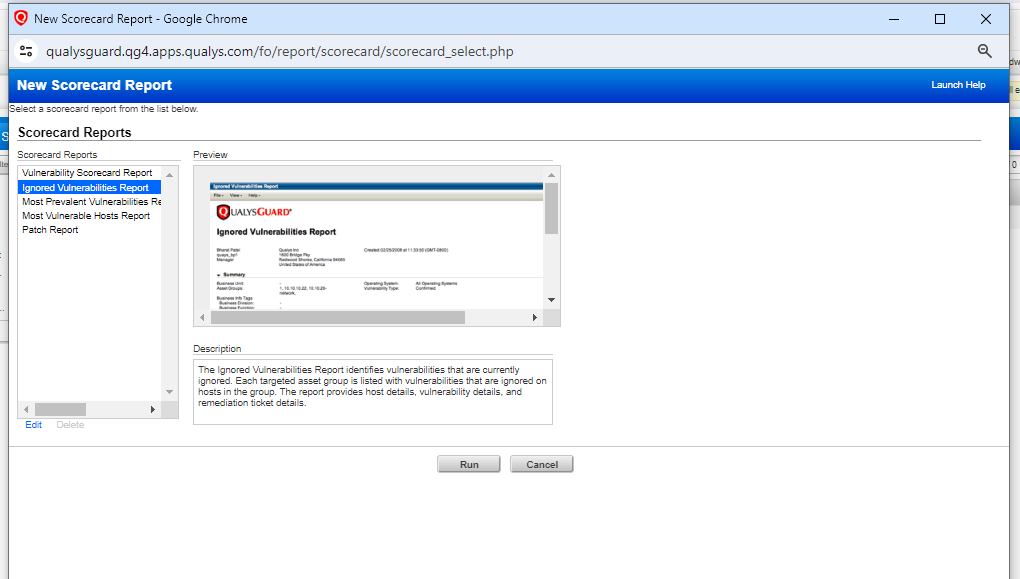 New Scorecard Report - Google Chrome
qualysguard.qg4.apps.qualys.com/fo/report/scorecard/scorecard_select.php
New Scorecard Report
Launch Help
Select a scorecard report from the list below.
Scorecard Reports
Scorecard Reports
Vulnerability Scorecard Report
Ignored Vulnerabilities Report
Most Prevalent Vulnerabilities Re
Most Vulnerable Hosts Report
Patch Report
Edit
Delete
Preview
Ignored Vulnerabilities Report
File View Help
QUALYSGUARD
Ignored Vulnerabilities Report
Bharat Patel
quays_bp1
Manager
Qualys Inc
1600 Bridge Pky
Redwood Shores, California 94065
United States of America
Created: 02/25/2008 at 11:33:50 (GMT-0800)
Summary
Business Unit:
Asset Groups:
Operating System: All Operating Systems
Vulnerability Type: Confirmed
Business Info Tags
Business Division:
Business Function:
Description
The Ignored Vulnerabilities Report identifies vulnerabilities that are currently
ignored. Each targeted asset group is listed with vulnerabilities that are ignored on
hosts in the group. The report provides host details, vulnerability details, and
remediation ticket details.
Run
Cancel